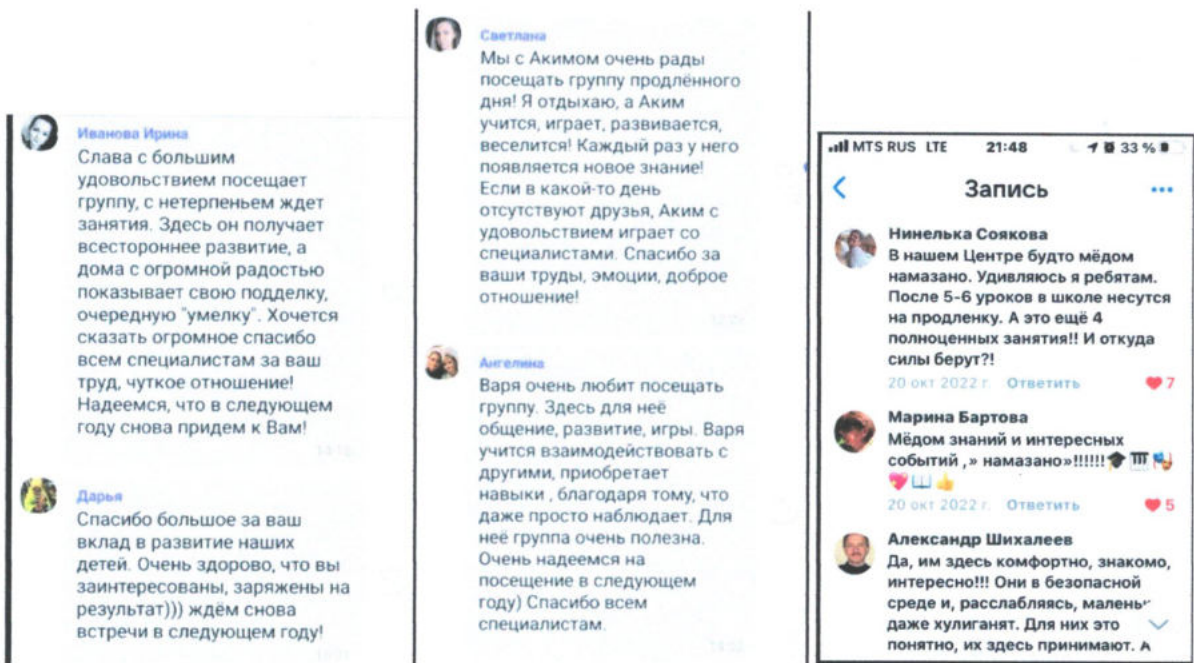 Иванова Ирина
Слава с большим
удовольствием посещает
группу, с нетерпеньем ждет
занятия. Здесь он получает
всестороннее развитие, а
дома с огромной радостью
показывает свою подделку,
очередную "умелку". Хочется
сказать огромное спасибо
всем специалистам за ваш
труд, чуткое отношение!
Надеемся, что в следующем
году снова придем к Вам!
Дарья
Спасибо большое за ваш
вклад в развитие наших
детей. Очень здорово, что вы
заинтересованы, заряжены на
результат))) ждём снова
встречи в следующем году!
Светлана
Мы с Акимом очень рады
посещать группу продлённого
дня! Я отдыхаю, а Аким
учится, играет, развивается,
веселится! Каждый раз у него
появляется новое знание!
Если в какой-то день
отсутствуют друзья, Аким с
удовольствием играет со
специалистами. Спасибо за
ваши труды, эмоции, доброе
отношение!
Ангелина
Варя очень любит посещать
группу. Здесь для неё
общение, развитие, игры. Варя
учится взаимодействовать с
другими, приобретает
навыки , благодаря тому, что
даже просто наблюдает. Для
неё группа очень полезна.
Очень надеемся на
посещение в следующем
году) Спасибо всем
специалистам.
MTS RUS LTE 21:48 33 %
Запись
Нинелька Соякова
В нашем Центре будто мёдом
намазано. Удивляюсь я ребятам.
После 5-6 уроков в школе несутся
на продленку. А это ещё 4
полноценных занятия!! И откуда
силы берут?!
20 окт 2022 г. Ответить 7
Марина Бартова
Мёдом знаний и интересных
событий ,» намазано»!!!!!!🎓🎹🎭
💖📖👍
20 окт 2022 г. Ответить 5
Александр Шихалеев
Да, им здесь комфортно, знакомо,
интересно!!! Они в безопасной
среде и, расслабляясь, маленько
даже хулиганят. Для них это
понятно, их здесь принимают. А